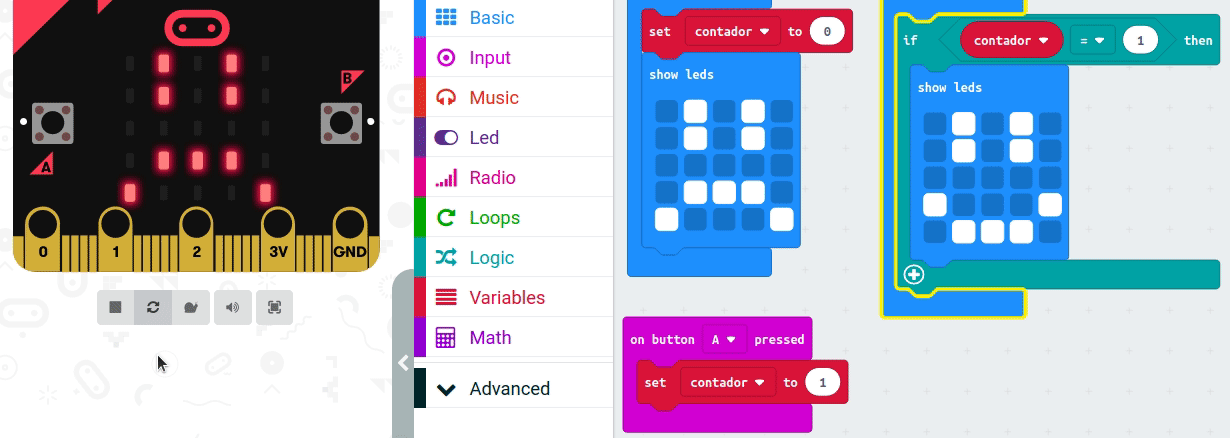 B
A
0 1 2 3V GND
Basic
Input
Music
Led
Radio
Loops
Logic
Variables
Math
Advanced
set contador to 0
show leds
on button A pressed
set contador to 1
if contador = 1 then
show leds